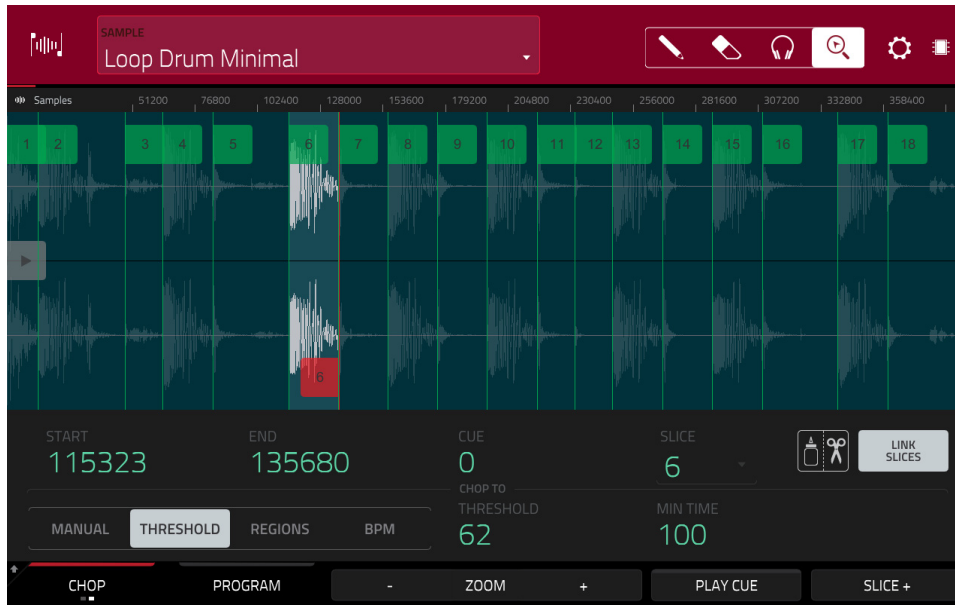 SAMPLE
Loop Drum Minimal
Samples 51200 76800 102400 128000 153600 179200 204800 230400 256000 281600 307200 332800 358400
1 2 3 4 5 6 7 8 9 10 11 12 13 14 15 16 17 18
6
START END CUE SLICE
115323 135680 0 6 LINK SLICES
CHOP TO
THRESHOLD MIN TIME
MANUAL THRESHOLD REGIONS BPM 62 100
CHOP PROGRAM - ZOOM + PLAY CUE SLICE +